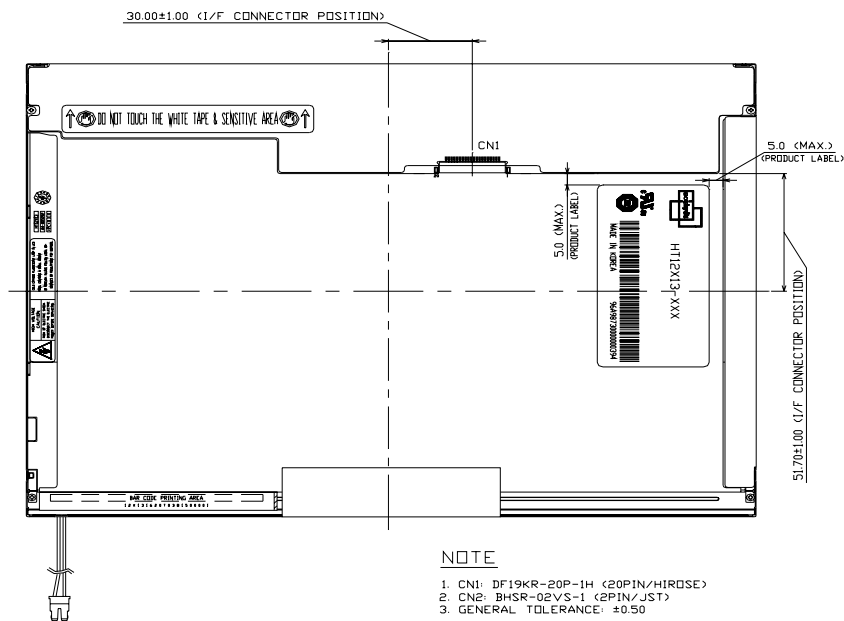 30.00±1.00 (I/F CONNECTOR POSITION)
DO NOT TOUCH THE WHITE TAPE & SENSITIVE AREA
CN1
5.0 (MAX.)
(PRODUCT LABEL)
5.0 (MAX.)
(PRODUCT LABEL)
MADE IN KOREA
HT12X13-XXX
51.70±1.00 (I/F CONNECTOR POSITION)
HIGH VOLTAGE
CAUTION
BAR CODE PRINTING AREA
NOTE
1. CN1: DF19KR-20P-1H (20PIN/HIROSE)
2. CN2: BHSR-02VS-1 (2PIN/JST)
3. GENERAL TOLERANCE: ±0.50